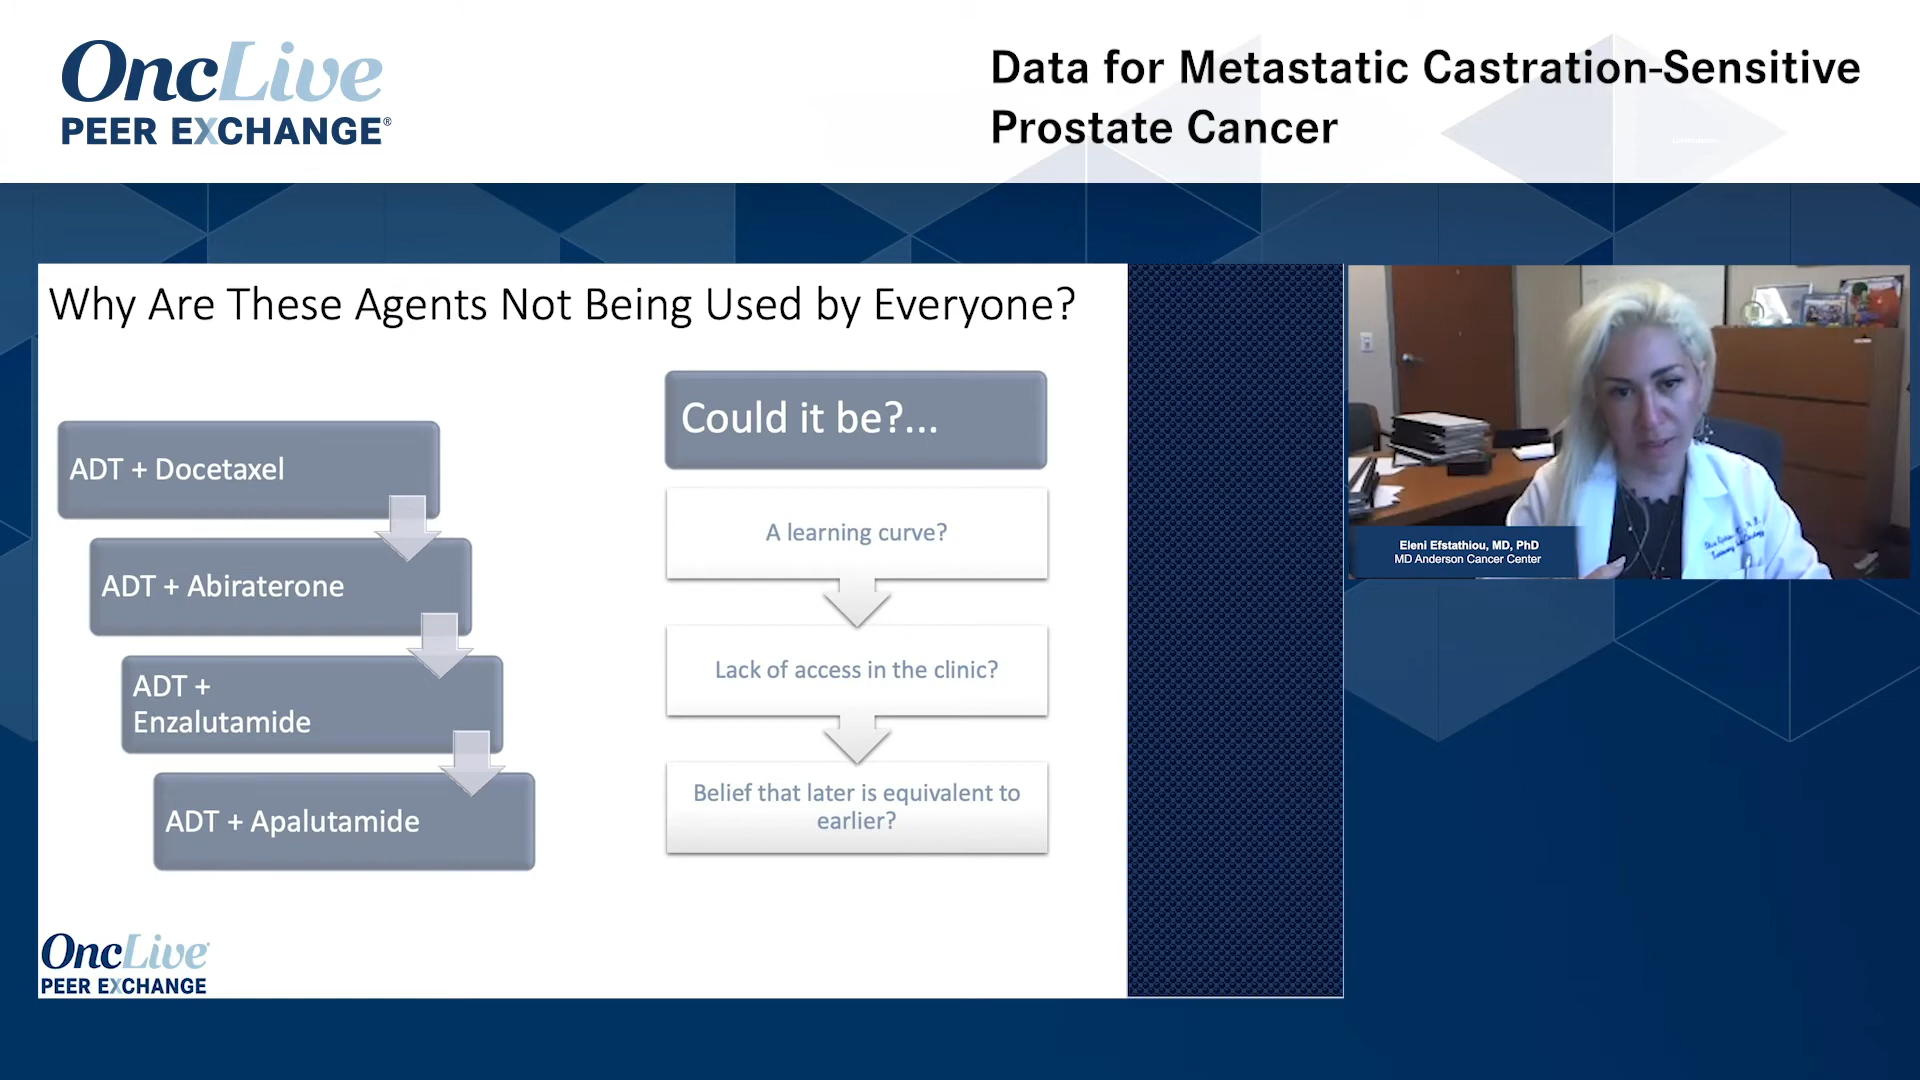 OncLive
PEER EXCHANGE®
Data for Metastatic Castration-Sensitive
Prostate Cancer
Why Are These Agents Not Being Used by Everyone?
ADT + Docetaxel
ADT + Abiraterone
ADT +
Enzalutamide
ADT + Apalutamide
Could it be?...
A learning curve?
Lack of access in the clinic?
Belief that later is equivalent to
earlier?
OncLive
PEER EXCHANGE
Eleni Efstathiou, MD, PhD
MD Anderson Cancer Center